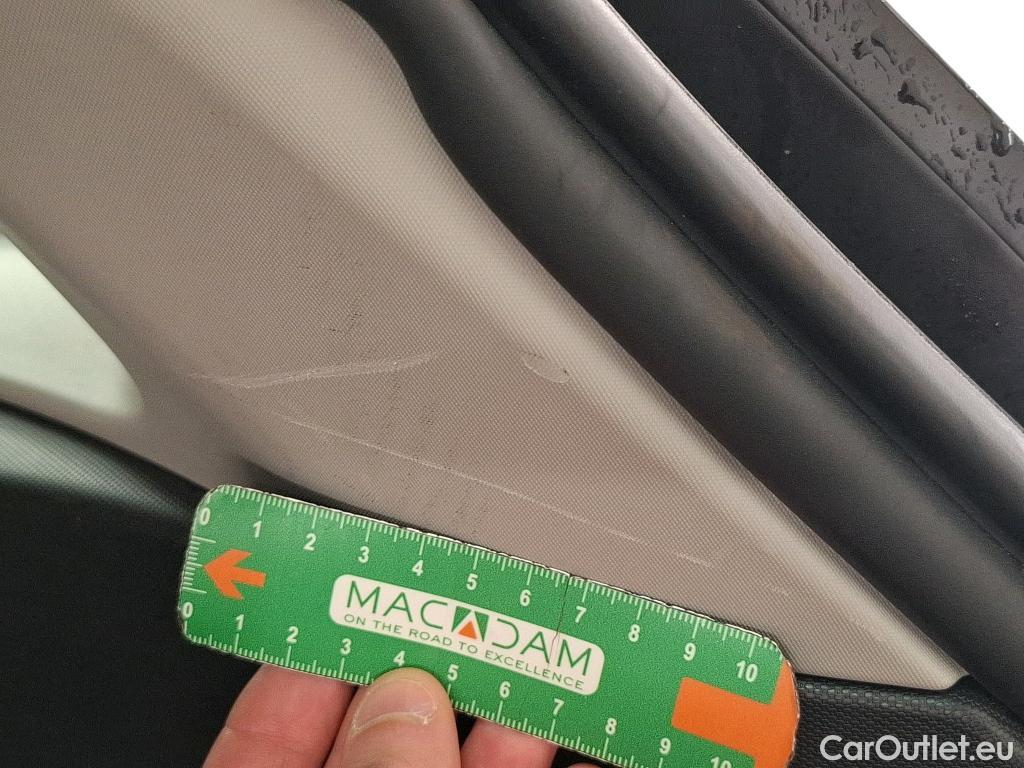 0 1 2 3 4 5 6 7 8 9 10
MACADAM
ON THE ROAD TO EXCELLENCE
0 1 2 3 4 5 6 7 8 9 10
CarOutlet.eu